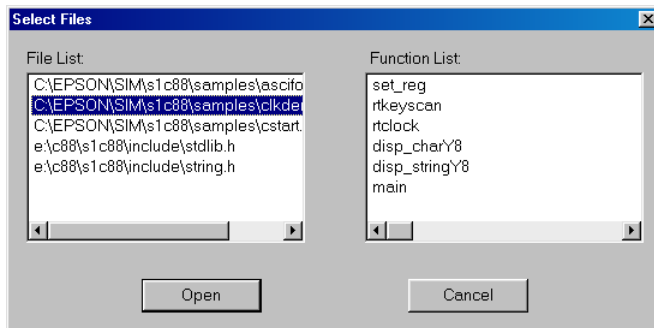 Select Files
File List:
Function List:
C:\EPSON\SIM\s1c88\samples\ascifo
C:\EPSON\SIM\s1c88\samples\clkde
C:\EPSON\SIM\s1c88\samples\cstart.
e:\c88\s1c88\include\stdlib.h
e:\c88\s1c88\include\string.h
set_reg
rtkeyscan
rtclock
disp_charY8
disp_stringY8
main
Open
Cancel